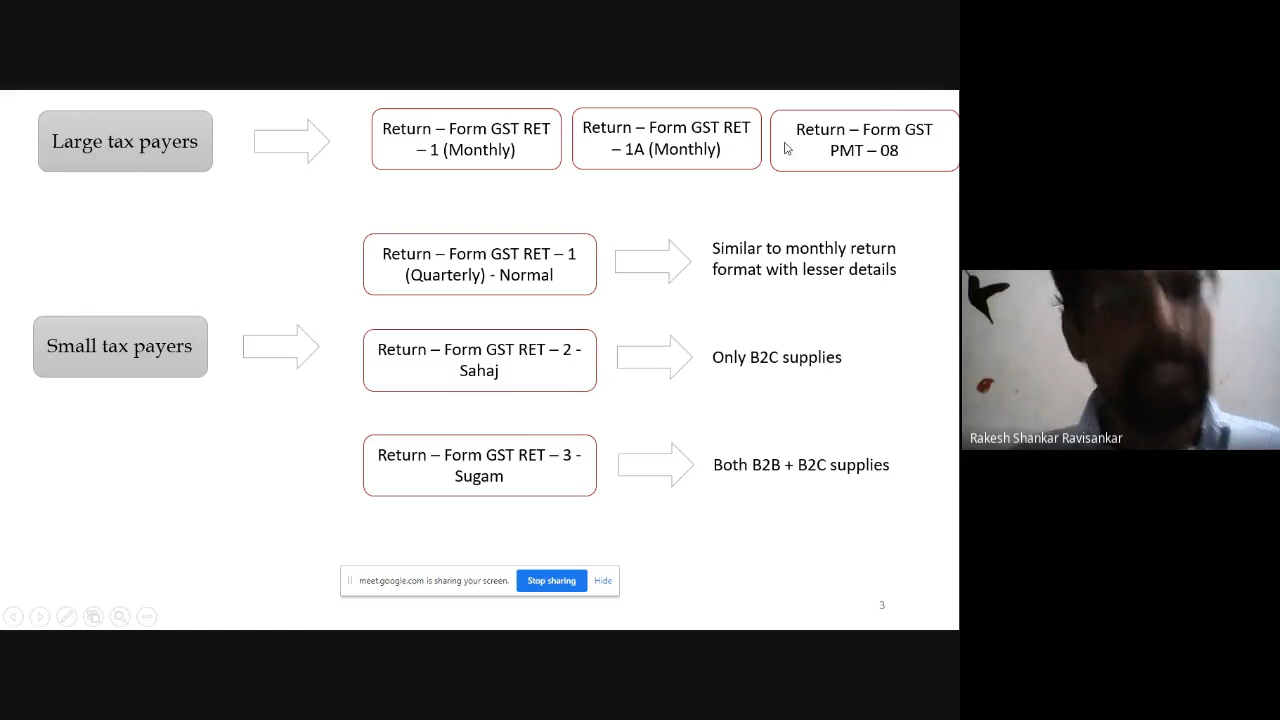 Large tax payers
Return – Form GST RET
– 1 (Monthly)
Return – Form GST RET
– 1A (Monthly)
Return – Form GST
PMT – 08
Return – Form GST RET – 1
(Quarterly) - Normal
Similar to monthly return
format with lesser details
Small tax payers
Return – Form GST RET – 2 -
Sahaj
Only B2C supplies
Return – Form GST RET – 3 -
Sugam
Both B2B + B2C supplies
meet.google.com is sharing your screen.
Stop sharing
Hide
3
Rakesh Shankar Ravisankar